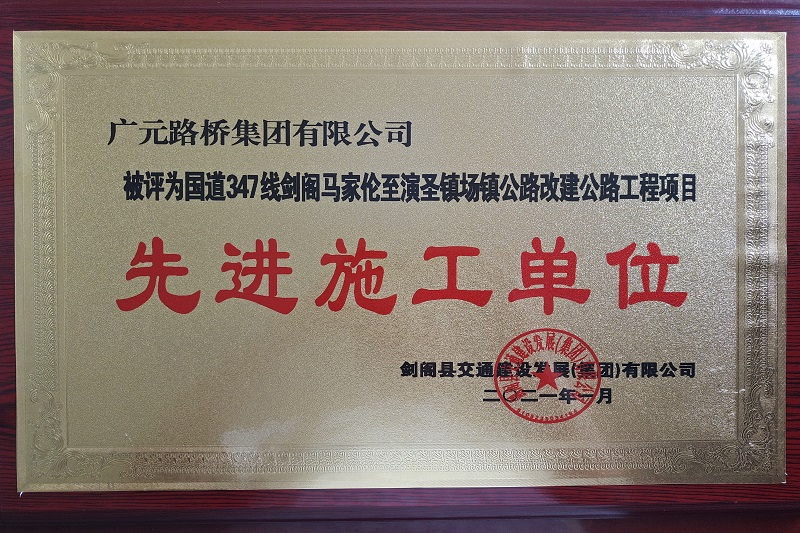 广元路桥集团有限公司
被评为国道347线剑阁马家伦至演圣镇场镇公路改建公路工程项目
先进施工单位
剑阁县交通建设发展(集团)有限公司
二〇二一年一月